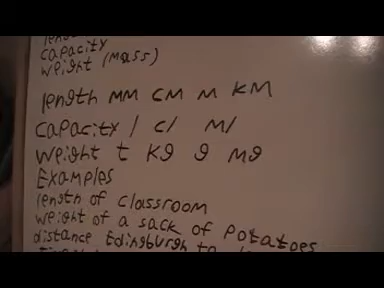 capacity
weight (mass)
length mm cm m km
capacity l cl ml
weight t kg g mg
Examples
length of classroom
weight of a sack of potatoes
distance Edingburgh to